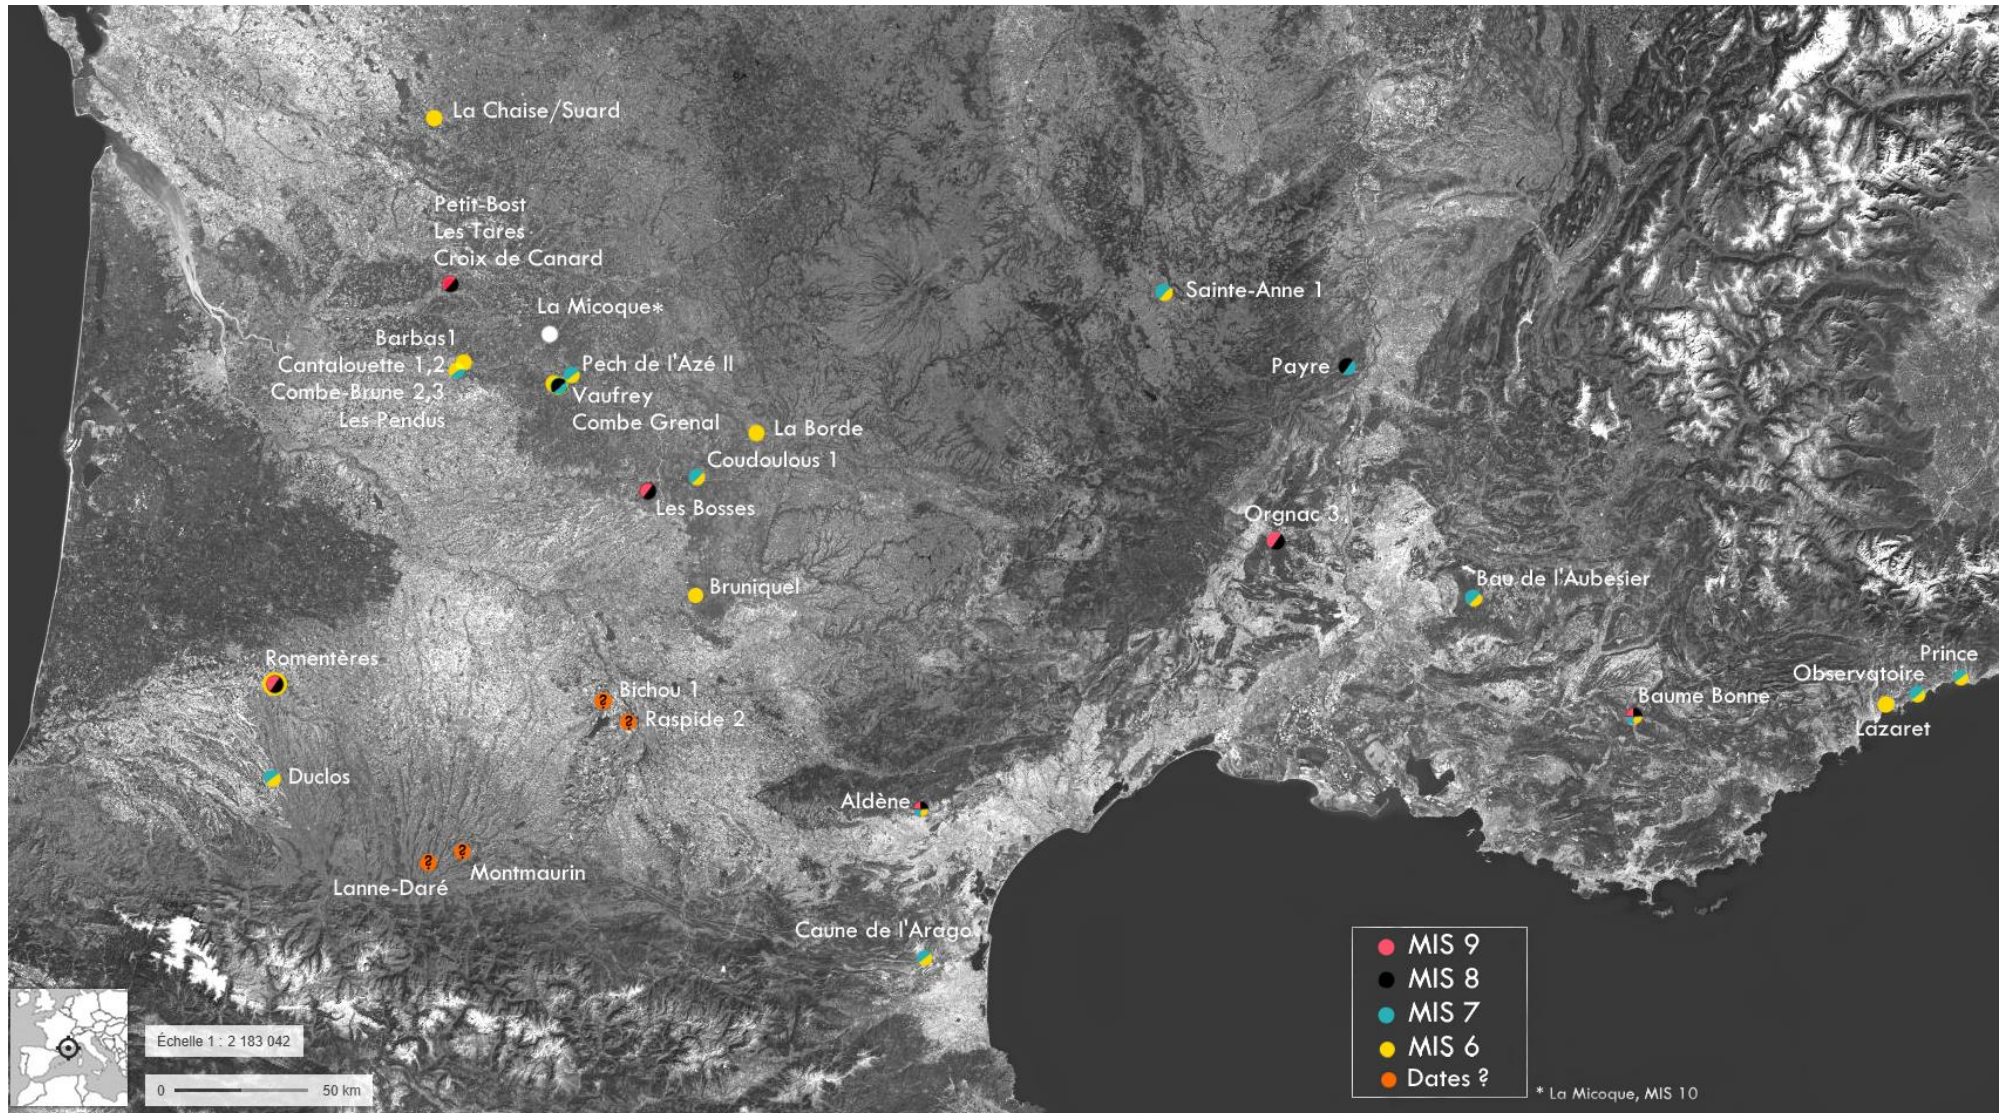 La Chaise/Suard
Petit-Bost
Les Tares
Croix de Canard
La Micoque*
Sainte-Anne 1
Barbas1
Cantalouette 1,2
Combe-Brune 2,3
Les Pendus
Pech de l'Azé II
Vaufrey
Combe Grenal
Payre
La Borde
Coudoulous 1
Les Bosses
Orgnac 3
Bruniquel
Bau de l'Aubesier
Romentères
Bichou 1
Raspide 2
Prince
Observatoire
Baume Bonne
Lazaret
Duclos
Aldène
Montmaurin
Lanne-Daré
Caune de l'Arago
?
?
?
?
MIS 9
MIS 8
MIS 7
MIS 6
Dates ?
Échelle 1 : 2 183 042
0 50 km
* La Micoque, MIS 10